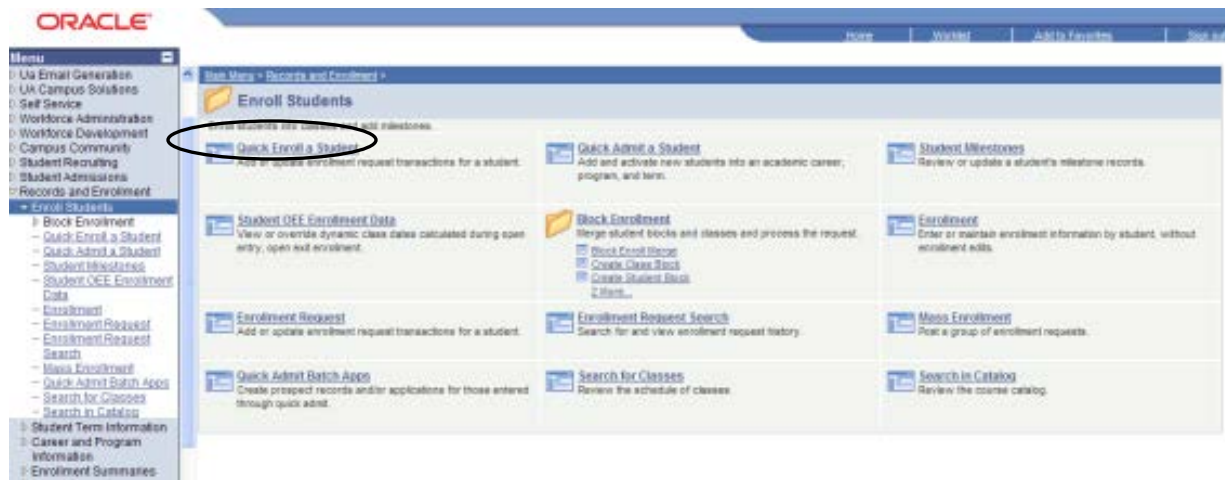 ORACLE
Home | Worklist | Add to Favorites | Sign out
Menu
Ua Email Generation
UA Campus Solutions
Self Service
Workforce Administration
Workforce Development
Campus Community
Student Recruiting
Student Admissions
Records and Enrollment
Enroll Students
Block Enrollment
Quick Enroll a Student
Quick Admit a Student
Student Milestones
Student OEE Enrollment
Data
Enrollment
Enrollment Request
Enrollment Request
Search
Mass Enrollment
Quick Admit Batch Apps
Search for Classes
Search in Catalog
Student Term Information
Career and Program
Information
Enrollment Summaries
Main Menu > Records and Enrollment >
Enroll Students
Enroll students into classes and add milestones.
Quick Enroll a Student
Add or update enrollment request transactions for a student.
Quick Admit a Student
Add and activate new students into an academic career,
program, and term.
Student Milestones
Review or update a student's milestone records.
Student OEE Enrollment Data
View or override dynamic class dates calculated during open
entry, open exit enrollment.
Block Enrollment
Merge student blocks and classes and process the request.
Block Enroll Merge
Create Class Block
Create Student Block
2 More...
Enrollment
Enter or maintain enrollment information by student, without
enrollment edits.
Enrollment Request
Add or update enrollment request transactions for a student.
Enrollment Request Search
Search for and view enrollment request history.
Mass Enrollment
Post a group of enrollment requests.
Quick Admit Batch Apps
Create prospect records and/or applications for those entered
through quick admit.
Search for Classes
Review the schedule of classes.
Search in Catalog
Review the course catalog.